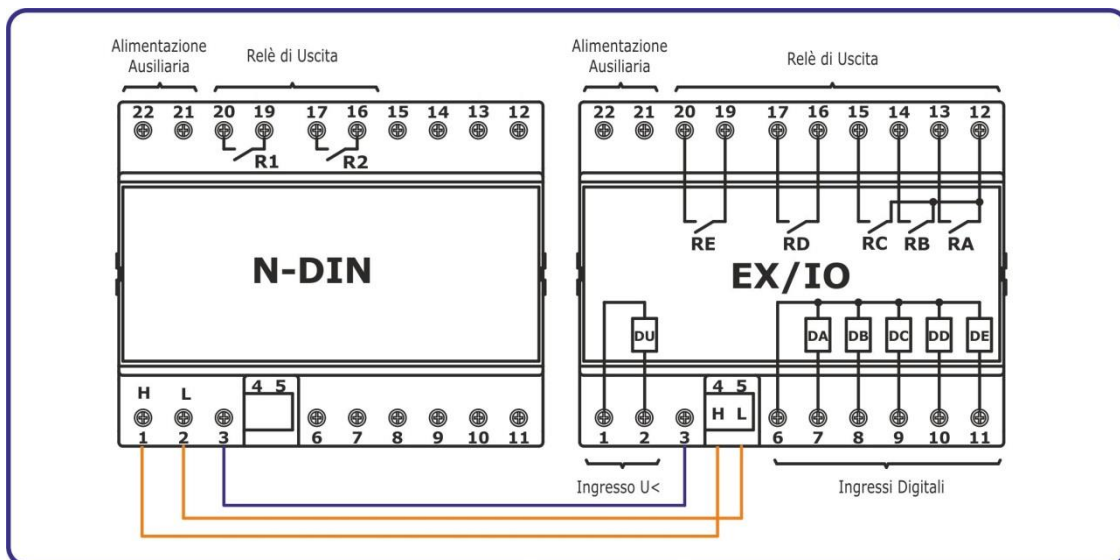 Alimentazione
Ausiliaria
Relè di Uscita
Alimentazione
Ausiliaria
Relè di Uscita
22 21 20 19 17 16 15 14 13 12
R1 R2
22 21 20 19 17 16 15 14 13 12
RE RD RC RB RA
N-DIN
EX/IO
DU DA DB DC DD DE
H L 4 5
1 2 3 6 7 8 9 10 11
4 5
H L
1 2 3 6 7 8 9 10 11
Ingresso U<
Ingressi Digitali